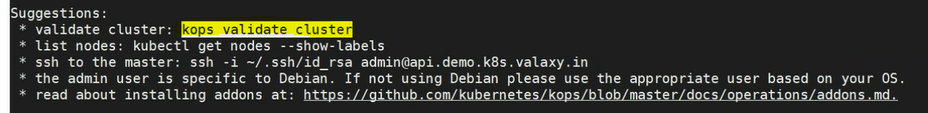 Suggestions:
* validate cluster: kops validate cluster
* list nodes: kubectl get nodes --show-labels
* ssh to the master: ssh -i ~/.ssh/id_rsa admin@api.demo.k8s.valaxy.in
* the admin user is specific to Debian. If not using Debian please use the appropriate user based on your OS.
* read about installing addons at: https://github.com/kubernetes/kops/blob/master/docs/operations/addons.md.